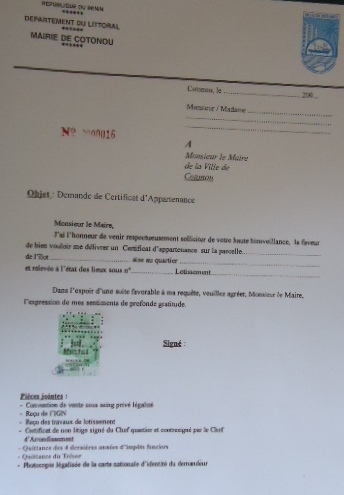 REPUBLIQUE DU BENIN
******
DEPARTEMENT DU LITTORAL
******
MAIRIE DE COTONOU
******
Cotonou, le ........................ 200...
Monsieur / Madame ........................
........................
........................
N° 0000016
A
Monsieur le Maire
de la Ville de
Cotonou
Objet : Demande de Certificat d'Appartenance
Monsieur le Maire,
J'ai l'honneur de venir respectueusement solliciter de votre haute bienveillance, la faveur
de bien vouloir me délivrer un Certificat d'appartenance sur la parcelle........................
de l'îlot ........................ sise au quartier ........................
et relevée à l'état des lieux sous n° ........................ Lotissement........................
Dans l'espoir d'une suite favorable à ma requête, veuillez agréer, Monsieur le Maire,
l'expression de mes sentiments de profonde gratitude.
Signé :
Pièces jointes :
- Convention de vente sous seing privé légalisé
- Reçu de l'IGN
- Reçu des travaux de lotissement
- Certificat de non litige signé du Chef quartier et contresigné par le Chef
d'Arrondissement
- Quittances des 4 dernières années d'impôts fonciers
- Quittance du Trésor
- Photocopie légalisée de la carte nationale d'identité du demandeur